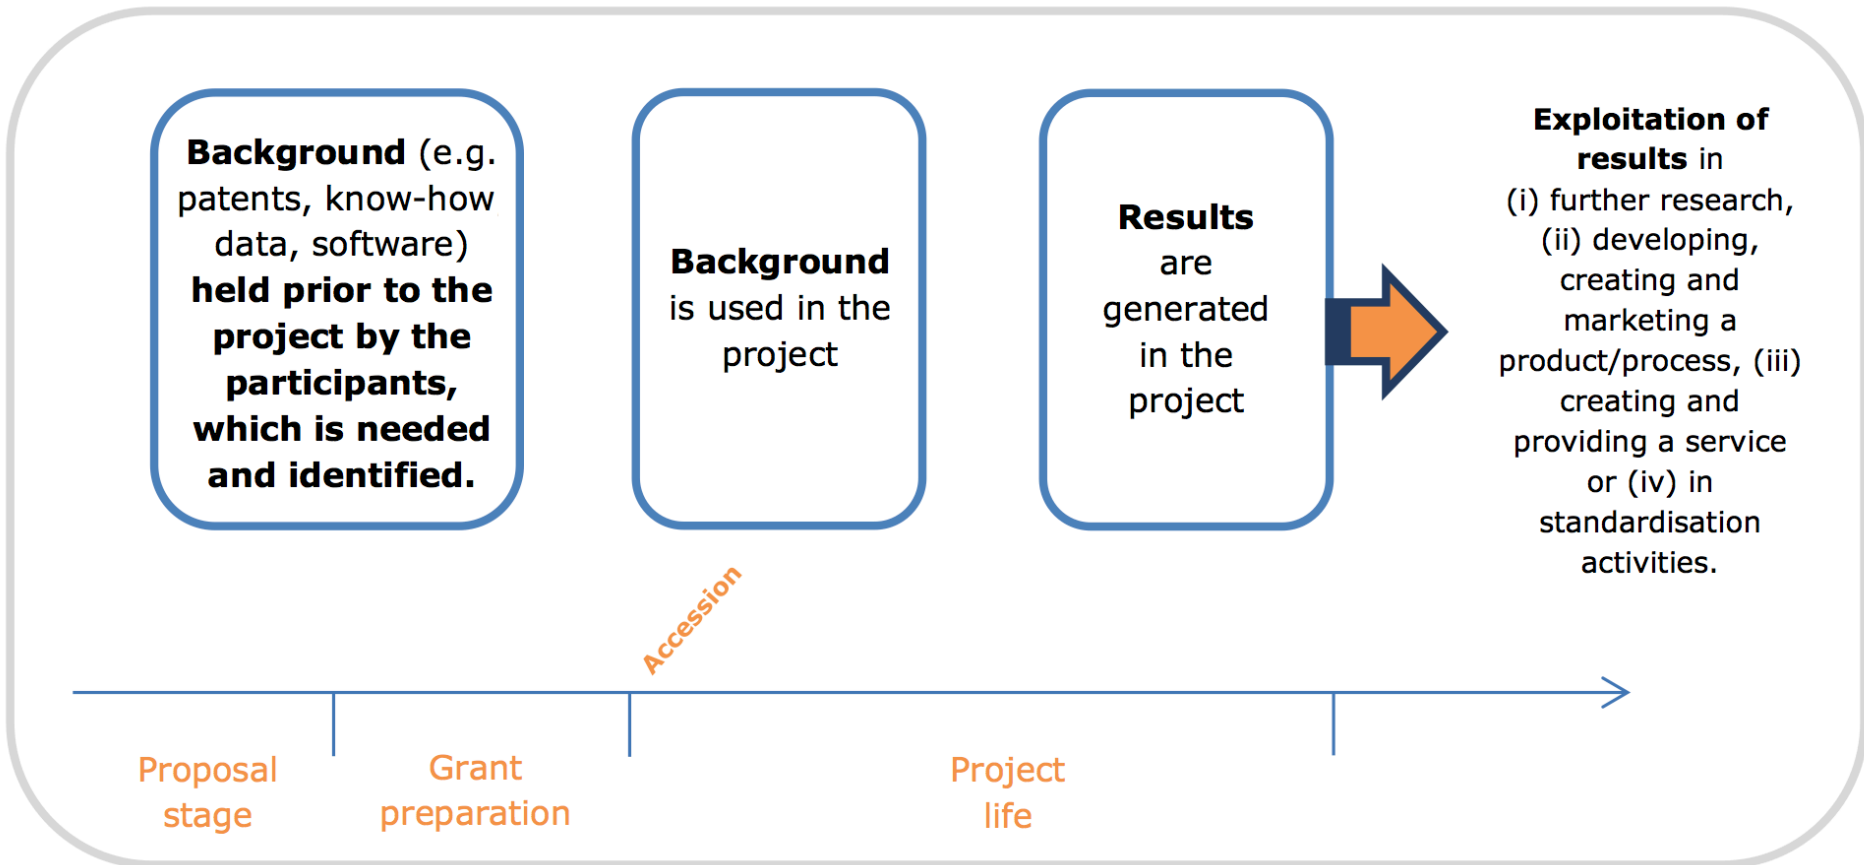 Background (e.g.
patents, know-how
data, software)
held prior to the
project by the
participants,
which is needed
and identified.
Background
is used in the
project
Results
are
generated
in the
project
Exploitation of
results in
(i) further research,
(ii) developing,
creating and
marketing a
product/process, (iii)
creating and
providing a service
or (iv) in
standardisation
activities.
Accession
Proposal
stage
Grant
preparation
Project
life